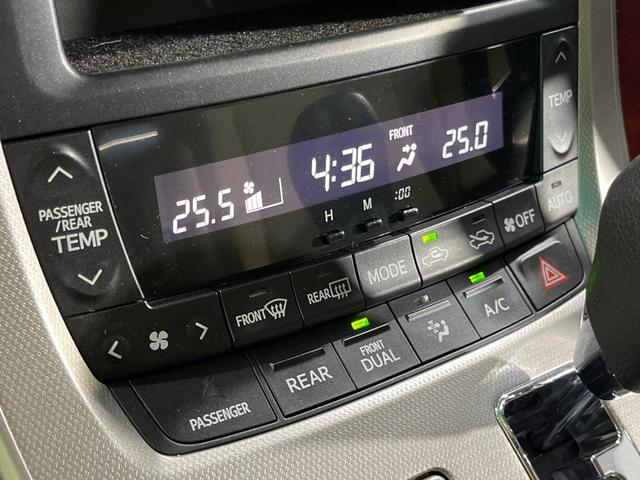 FRONT
25.5 4:36 25.0
H M :00
PASSENGER
/REAR
TEMP
TEMP
AUTO
OFF
MODE
FRONT
REAR
REAR
FRONT
DUAL
A/C
PASSENGER